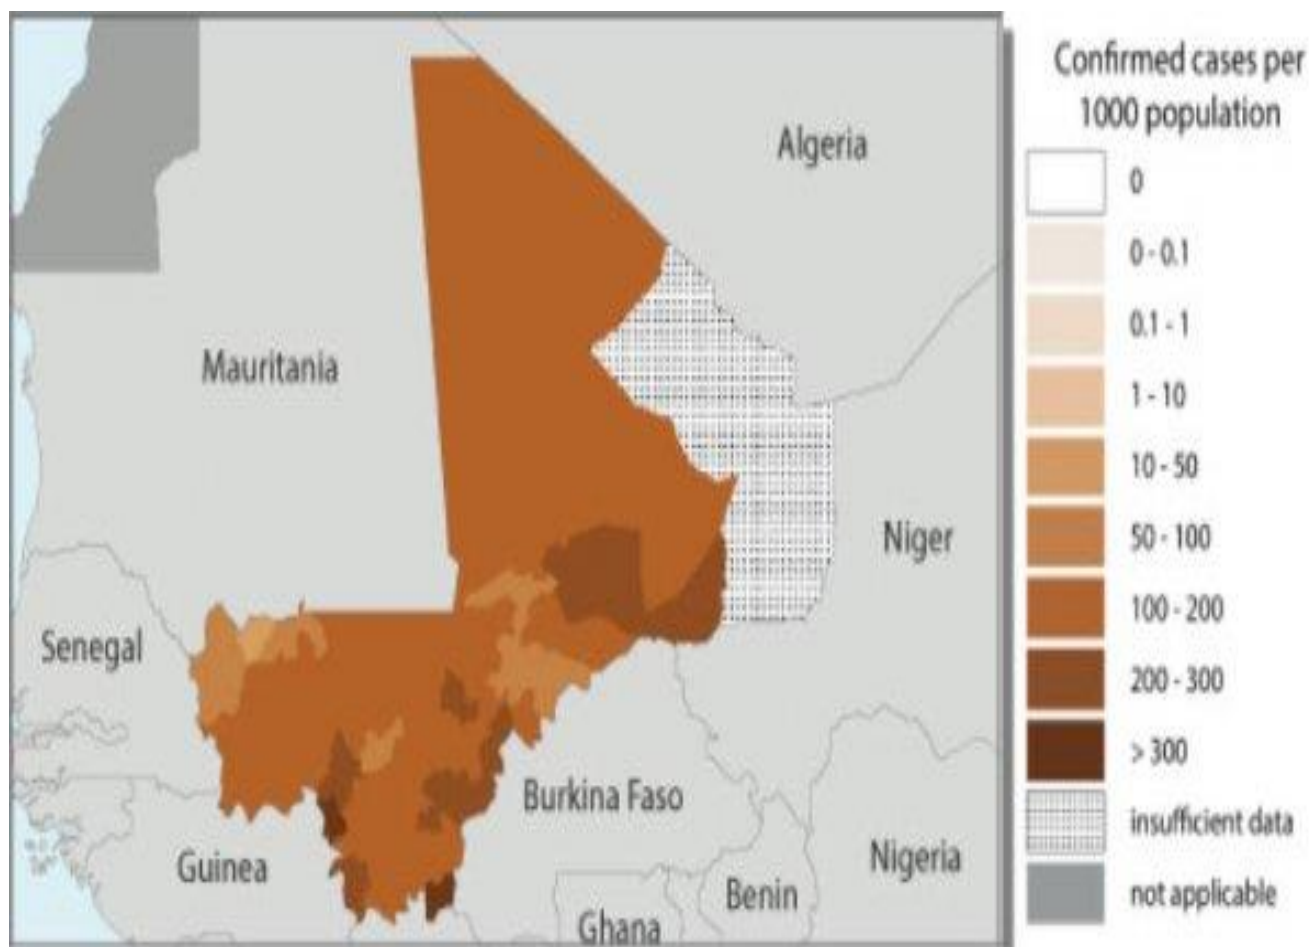 Confirmed cases per
1000 population
0
0 - 0.1
0.1 - 1
1 - 10
10 - 50
50 - 100
100 - 200
200 - 300
> 300
insufficient data
not applicable
Algeria
Mauritania
Niger
Senegal
Burkina Faso
Guinea
Nigeria
Benin
Ghana